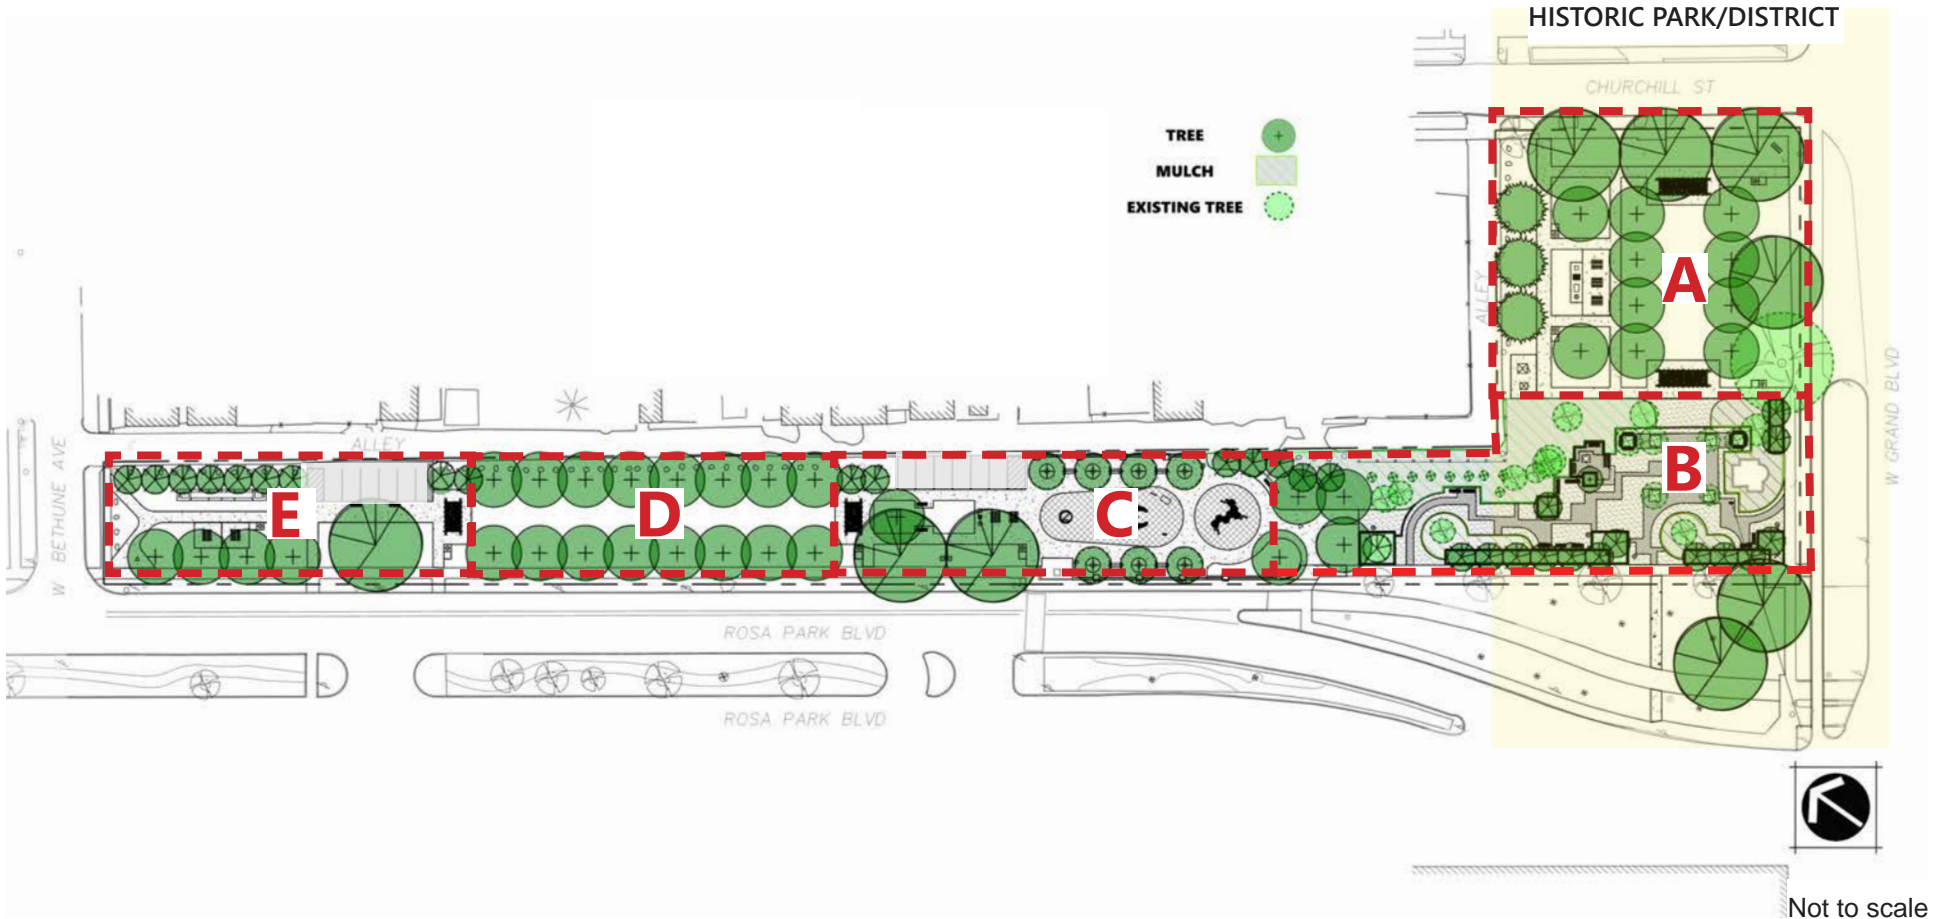 HISTORIC PARK/DISTRICT
CHURCHILL ST
TREE
MULCH
EXISTING TREE
ALLEY
A
W GRAND BLVD
W BETHUNE AVE
ALLEY
B
E
D
C
ROSA PARK BLVD
ROSA PARK BLVD
Not to scale